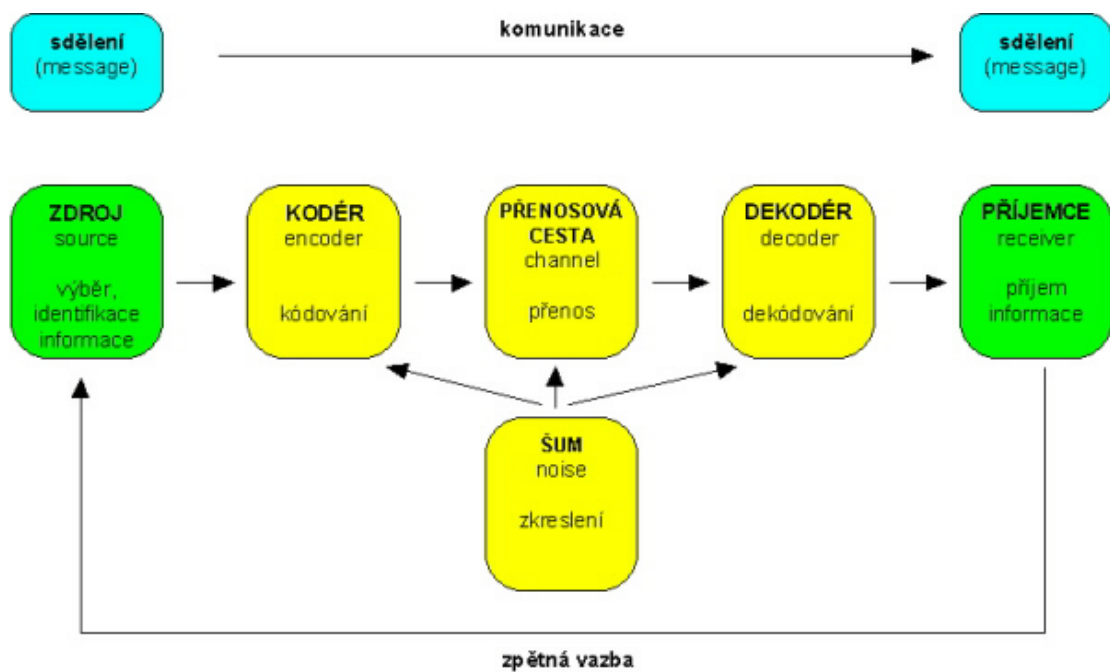 sdělení
(message)
komunikace
sdělení
(message)
ZDROJ
source
výběr,
identifikace
informace
KODÉR
encoder
kódování
PŘENOSOVÁ
CESTA
channel
přenos
DEKODÉR
decoder
dekódování
PŘÍJEMCE
receiver
příjem
informace
ŠUM
noise
zkreslení
zpětná vazba